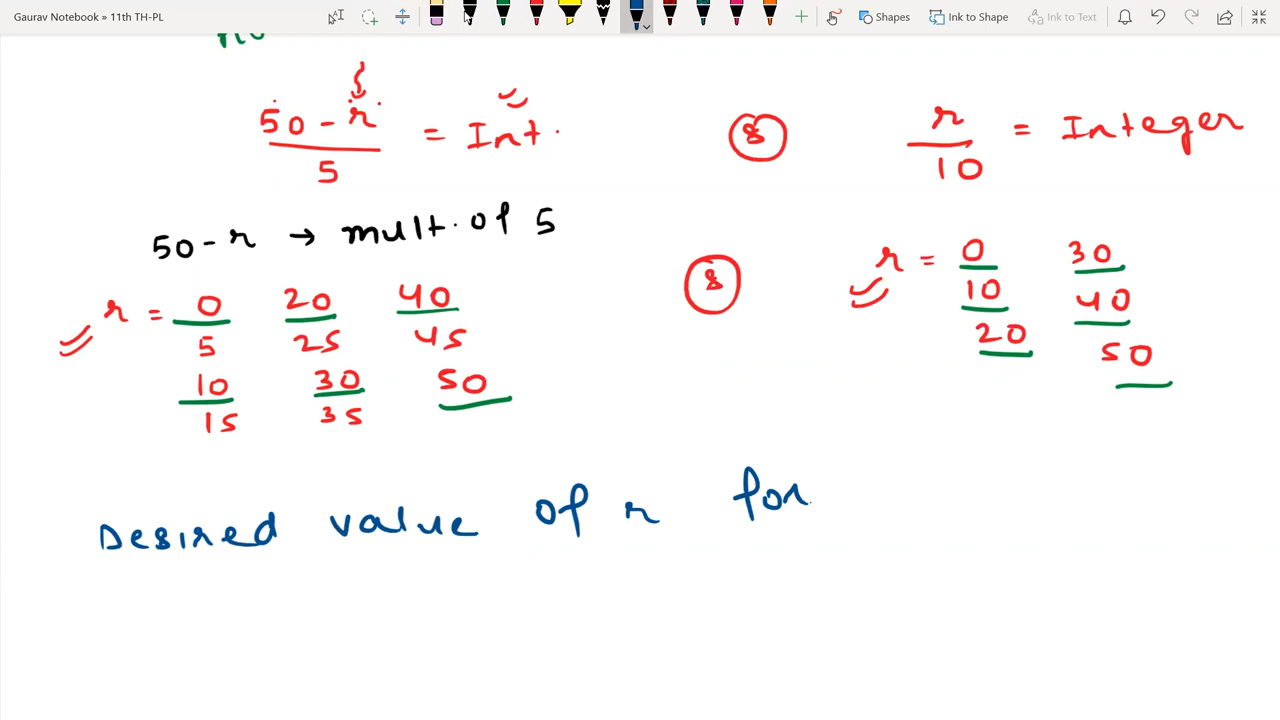 Gaurav Notebook » 11th TH-PL
Shapes Ink to Shape Ink to Text
50 - r / 5 = Int. & r / 10 = Integer
50 - r → mult. of 5
&
r = 0 20 40
5 25 45
10 30 50
15 35
r = 0 30
10 40
20 50
Desired value of r for